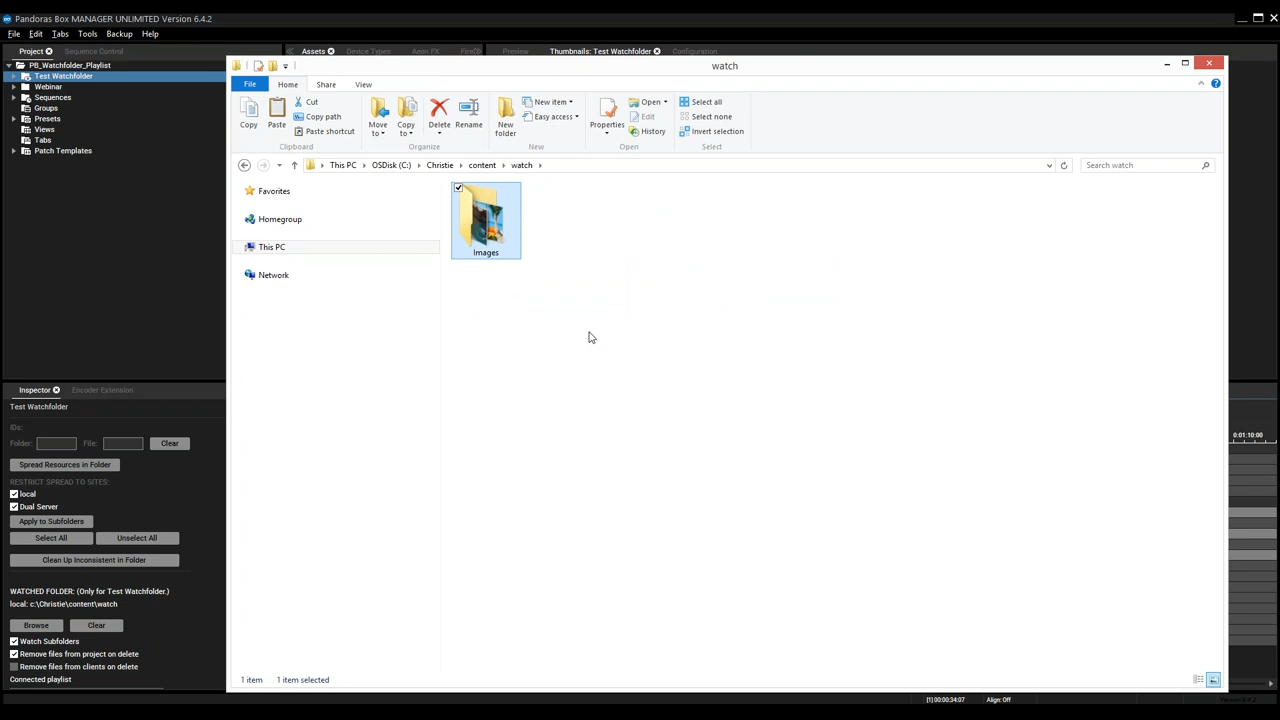 Pandoras Box MANAGER UNLIMITED Version 6.4.2
File Edit Tabs Tools Backup Help
Project Sequence Control Assets Device Types Aeon FX Preview Thumbnails: Test Watchfolder Configuration
PB_Watchfolder_Playlist
Test Watchfolder
Webinar
Sequences
Groups
Presets
Views
Tabs
Patch Templates
watch
File Home Share View
Copy
Paste
Cut
Copy path
Paste shortcut
Clipboard
Move to
Copy to
Delete
Rename
Organize
New folder
New item
Easy access
New
Properties
Open
Edit
History
Open
Select all
Select none
Invert selection
Select
This PC OSDisk (C:) Christie content watch
Search watch
Favorites
Homegroup
This PC
Network
Images
1 item 1 item selected
Inspector Encoder Extension
Test Watchfolder
IDs:
Folder: File: Clear
Spread Resources in Folder
RESTRICT SPREAD TO SITES:
local
Dual Server
Apply to Subfolders
Select All Unselect All
Clean Up Inconsistent in Folder
WATCHED FOLDER: (Only for Test Watchfolder.)
local: c:\Christie\content\watch
Browse Clear
Watch Subfolders
Remove files from project on delete
Remove files from clients on delete
Connected playlist
0:01:10:00
[1] 00:00:34:07 Align: Off